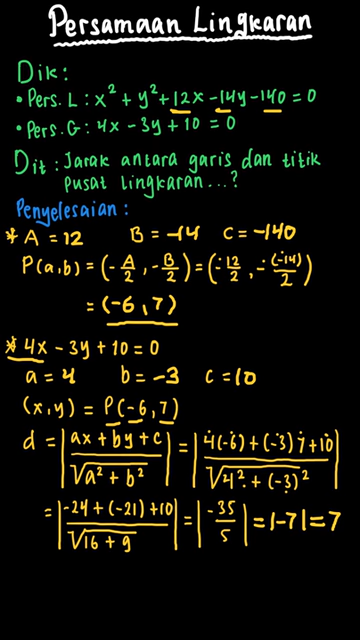 Persamaan Lingkaran
Dik:
• Pers. L : x² + y² + 12x - 14y - 140 = 0
• Pers. G : 4x - 3y + 10 = 0
Dit : Jarak antara garis dan titik
pusat lingkaran...?
Penyelesaian :
* A = 12 B = -14 C = -140
P(a,b) = (-A/2, -B/2) = (-12/2, -(-14)/2)
= (-6, 7)
* 4x - 3y + 10 = 0
a = 4 b = -3 c = 10
(x,y) = P(-6,7)
d = |ax + by + c / √a² + b²| = |4(-6) + (-3)7 + 10 / √4² + (-3)²|
= |-24 + (-21) + 10 / √16 + 9| = |-35/5| = |-7| = 7